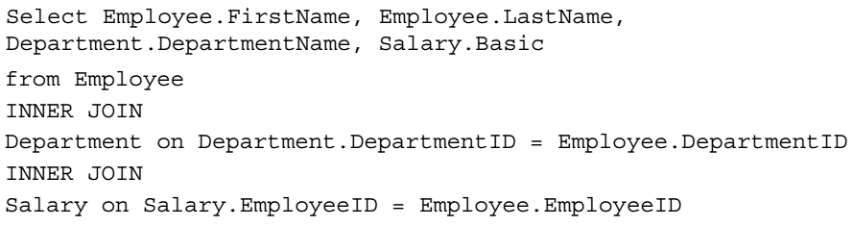 Select Employee.FirstName, Employee.LastName,
Department.DepartmentName, Salary.Basic
from Employee
INNER JOIN
Department on Department.DepartmentID = Employee.DepartmentID
INNER JOIN
Salary on Salary.EmployeeID = Employee.EmployeeID